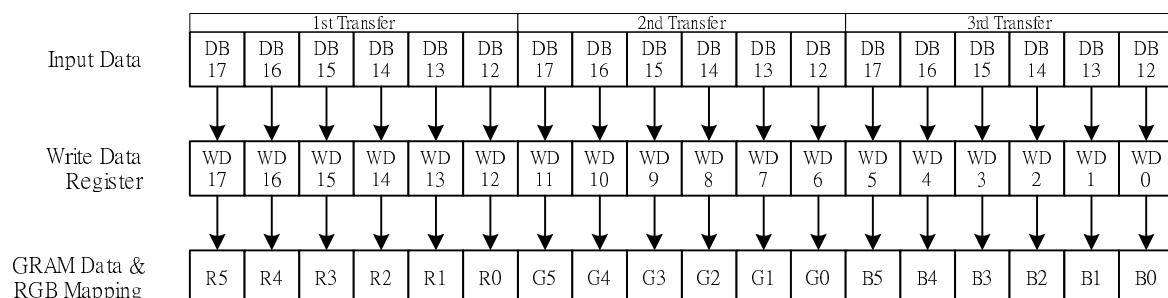 1st Transfer 2nd Transfer 3rd Transfer
Input Data
DB DB DB DB DB DB DB DB DB DB DB DB DB DB DB DB DB DB
17 16 15 14 13 12 17 16 15 14 13 12 17 16 15 14 13 12
Write Data
Register
WD WD WD WD WD WD WD WD WD WD WD WD WD WD WD WD WD WD
17 16 15 14 13 12 11 10 9 8 7 6 5 4 3 2 1 0
GRAM Data &
RGB Mapping
R5 R4 R3 R2 R1 R0 G5 G4 G3 G2 G1 G0 B5 B4 B3 B2 B1 B0